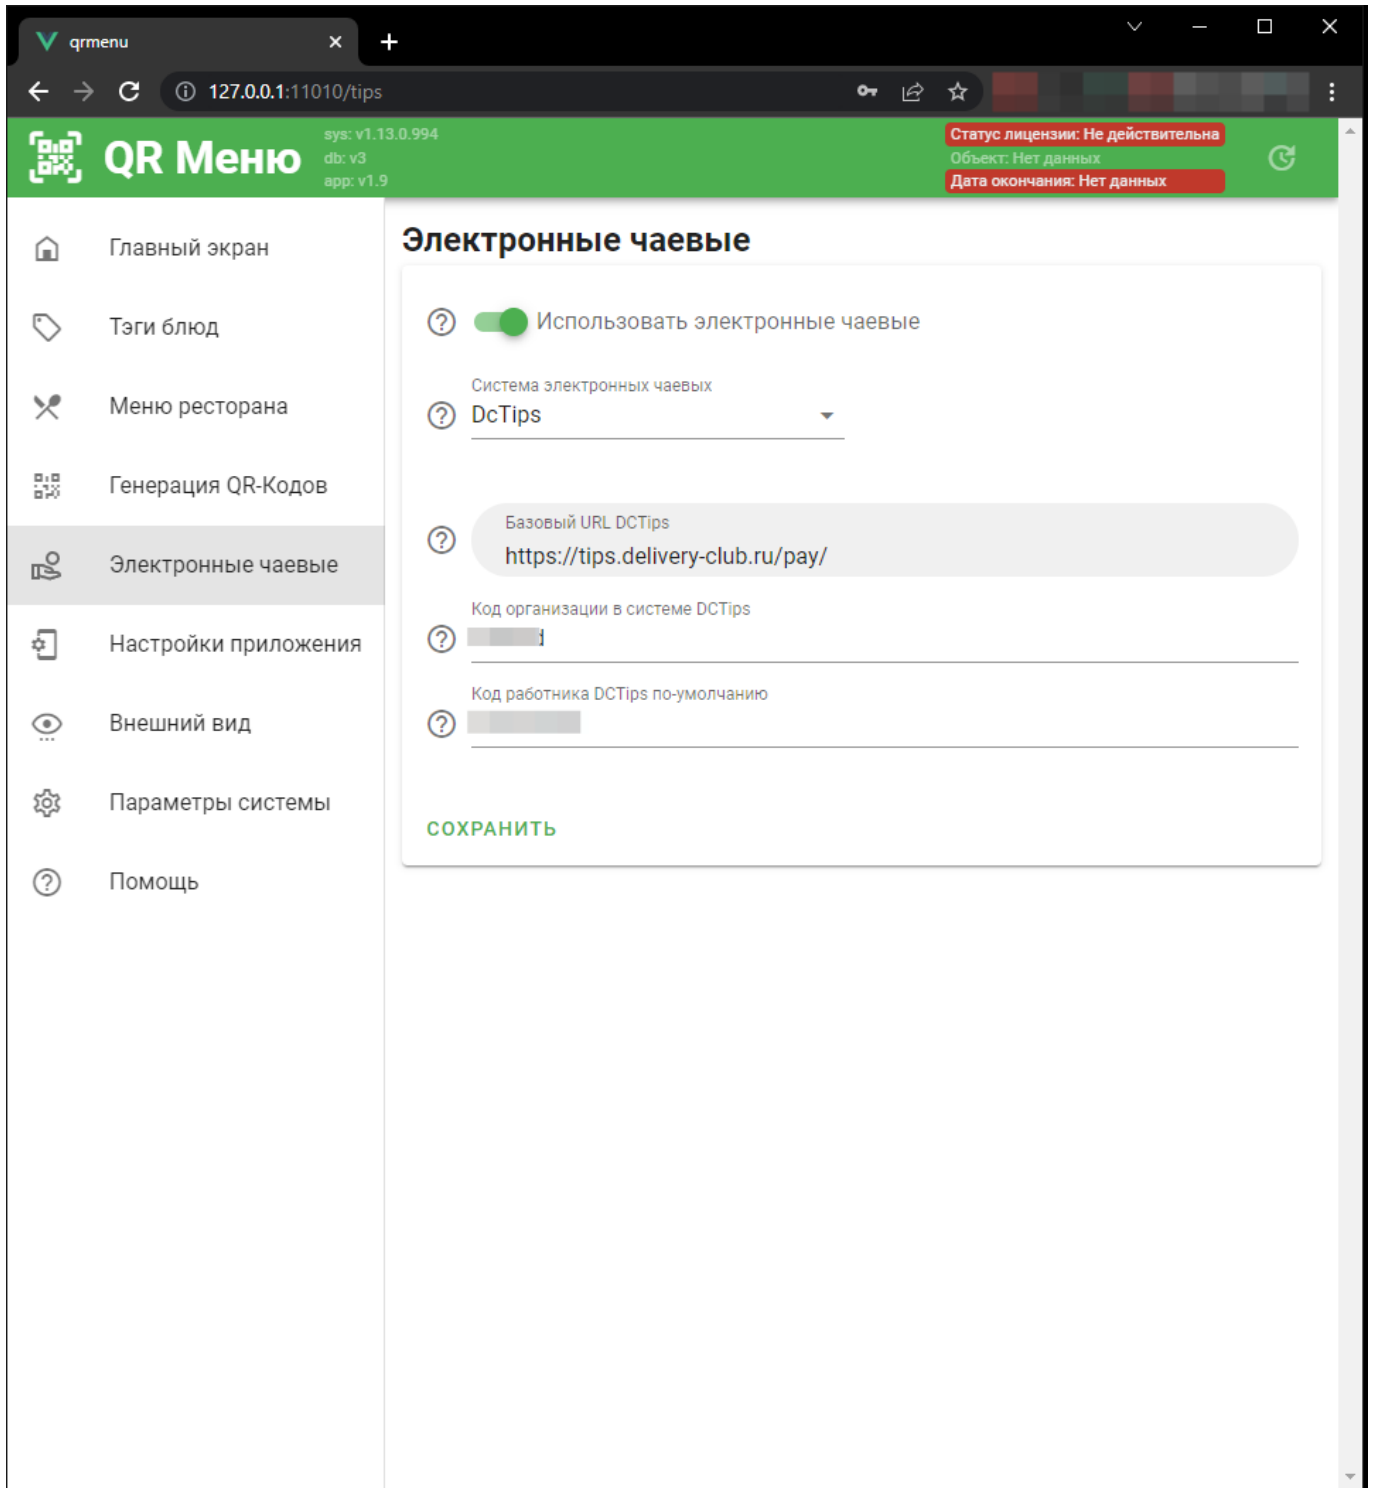 qrmenu
127.0.0.1:11010/tips
QR Меню
sys: v1.13.0.994
db: v3
app: v1.9
Статус лицензии: Не действительна
Объект: Нет данных
Дата окончания: Нет данных
Главный экран
Тэги блюд
Меню ресторана
Генерация QR-Кодов
Электронные чаевые
Настройки приложения
Внешний вид
Параметры системы
Помощь
Электронные чаевые
Использовать электронные чаевые
Система электронных чаевых
DcTips
Базовый URL DCTips
https://tips.delivery-club.ru/pay/
Код организации в системе DCTips
Код работника DCTips по-умолчанию
СОХРАНИТЬ